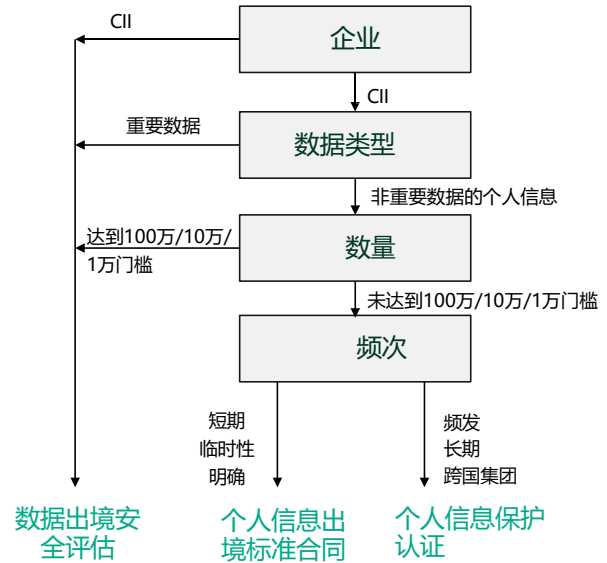 CII
企业
CII
重要数据
数据类型
非重要数据的个人信息
达到100万/10万/
1万门槛
数量
未达到100万/10万/1万门槛
频次
短期
临时性
明确
频发
长期
跨国集团
数据出境安
全评估
个人信息出
境标准合同
个人信息保护
认证